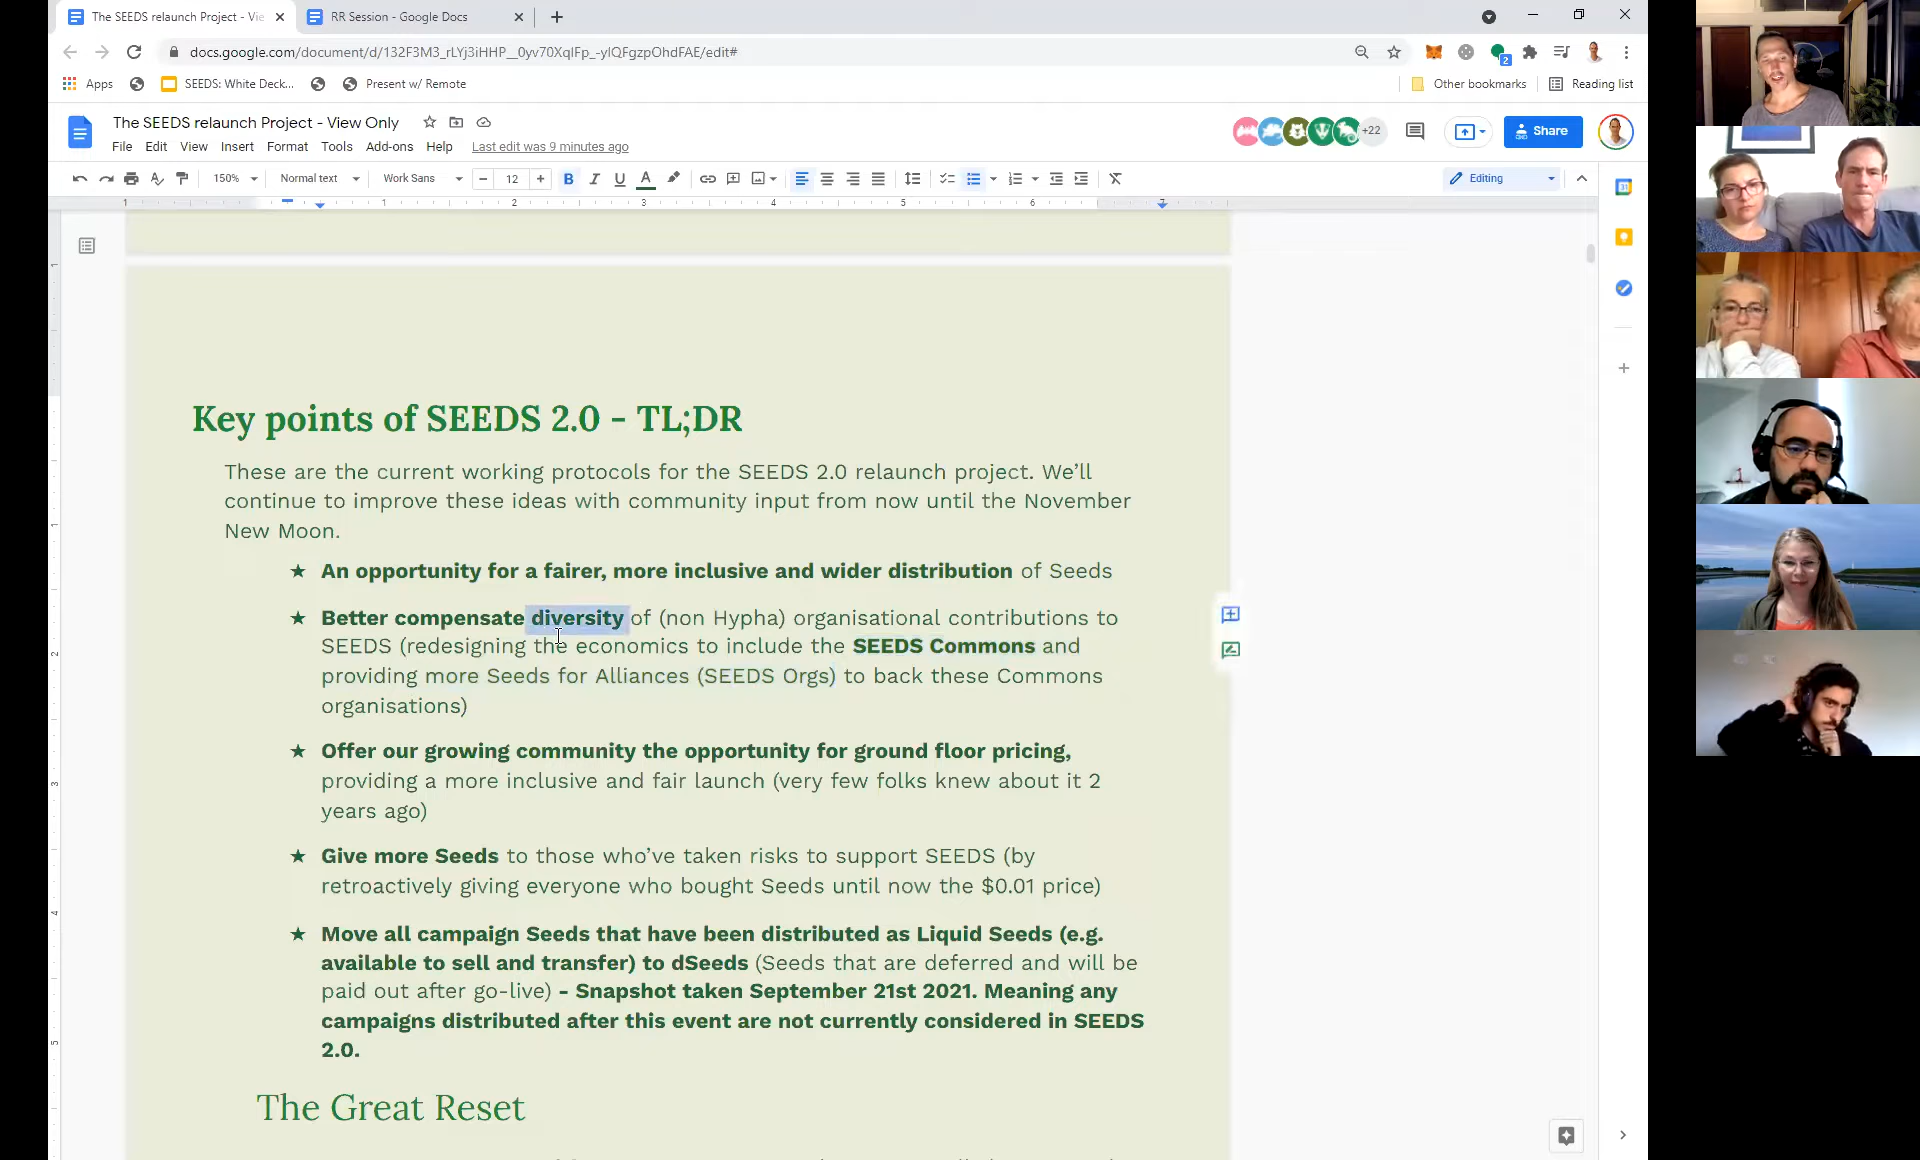 The SEEDS relaunch Project - Vie
RR Session - Google Docs
docs.google.com/document/d/132F3M3_rLYj3iHHP__0yv70XqIFp_-ylQFgzpOhdFAE/edit#
2
Apps
SEEDS: White Deck...
Present w/ Remote
Other bookmarks
Reading list
The SEEDS relaunch Project - View Only
+22
Share
File Edit View Insert Format Tools Add-ons Help Last edit was 9 minutes ago
150% Normal text Work Sans 12 B I U A Editing
1 1 2 3 4 5 6 7
Key points of SEEDS 2.0 - TL;DR
These are the current working protocols for the SEEDS 2.0 relaunch project. We'll
continue to improve these ideas with community input from now until the November
New Moon.
★ An opportunity for a fairer, more inclusive and wider distribution of Seeds
★ Better compensate diversity of (non Hypha) organisational contributions to
SEEDS (redesigning the economics to include the SEEDS Commons and
providing more Seeds for Alliances (SEEDS Orgs) to back these Commons
organisations)
★ Offer our growing community the opportunity for ground floor pricing,
providing a more inclusive and fair launch (very few folks knew about it 2
years ago)
★ Give more Seeds to those who've taken risks to support SEEDS (by
retroactively giving everyone who bought Seeds until now the $0.01 price)
★ Move all campaign Seeds that have been distributed as Liquid Seeds (e.g.
available to sell and transfer) to dSeeds (Seeds that are deferred and will be
paid out after go-live) - Snapshot taken September 21st 2021. Meaning any
campaigns distributed after this event are not currently considered in SEEDS
2.0.
The Great Reset